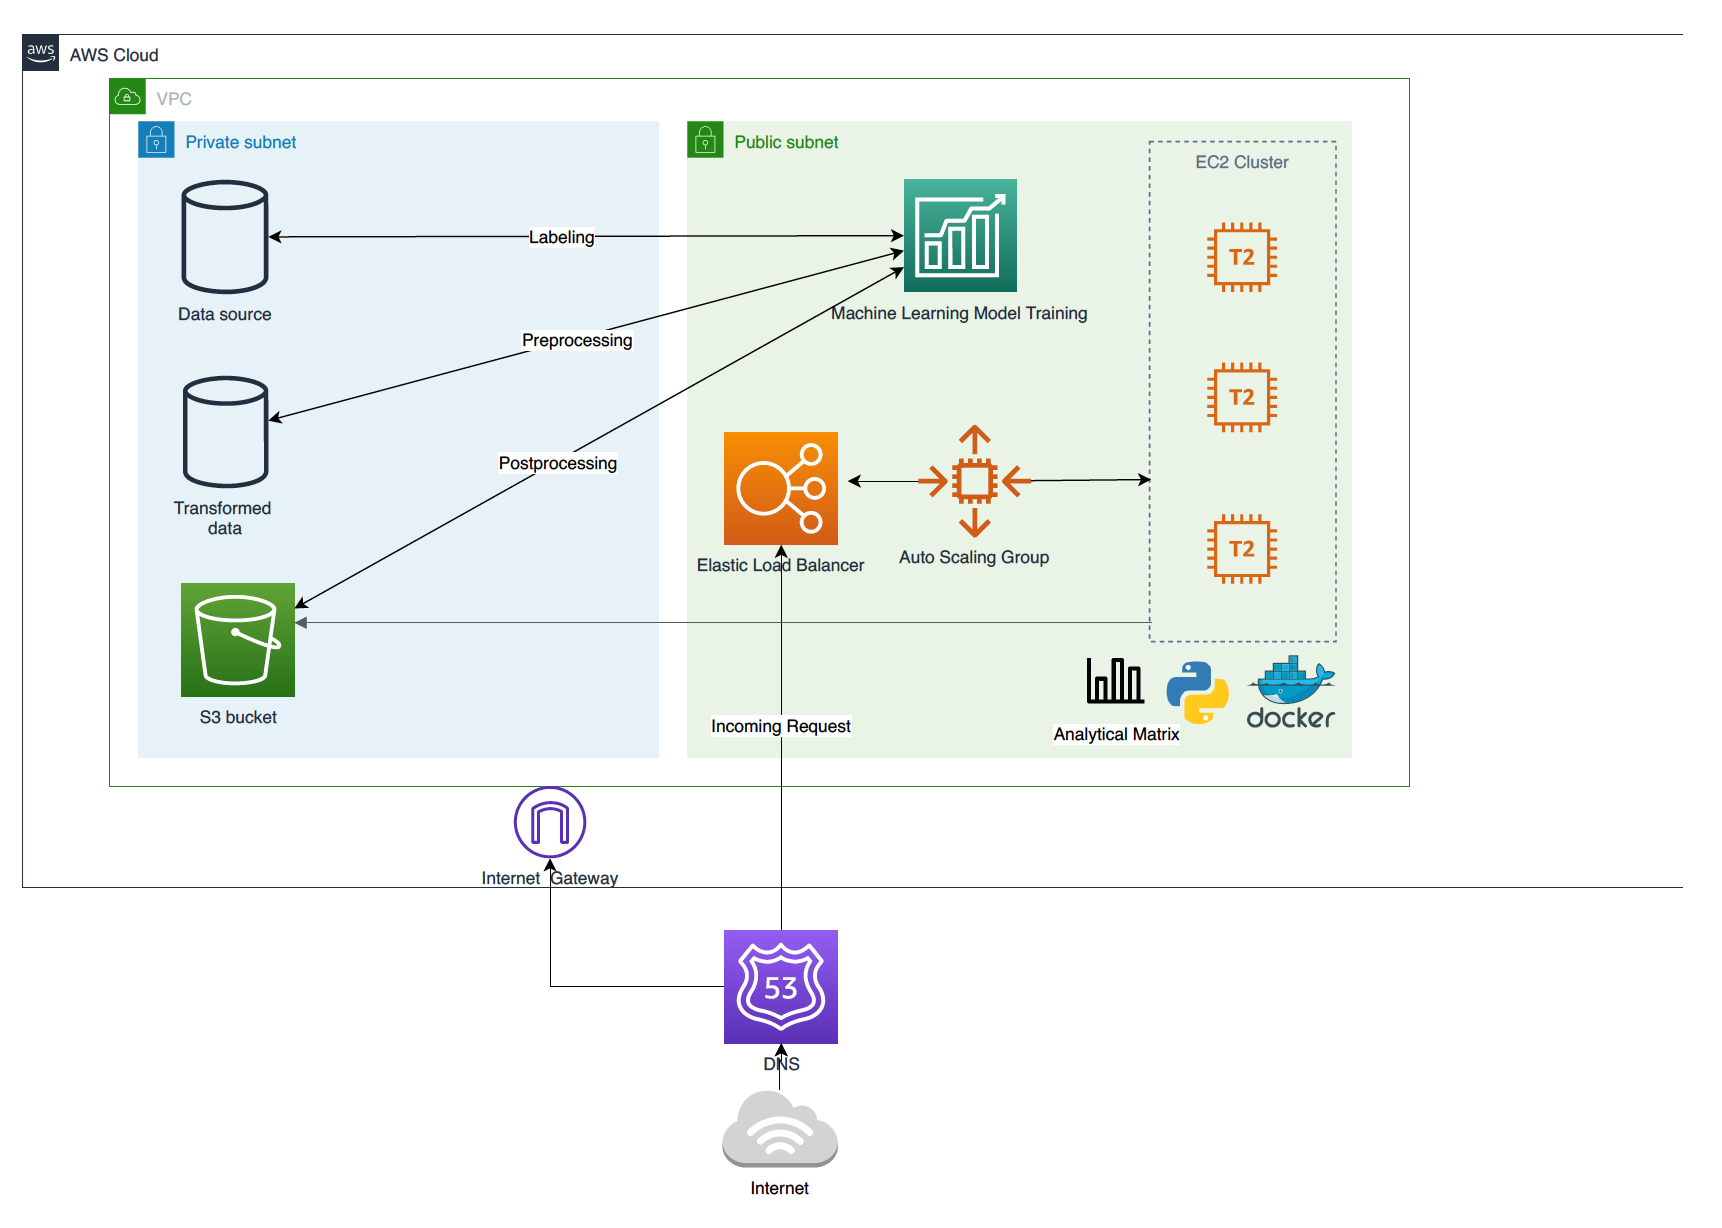 aws
AWS Cloud
VPC
Private subnet
Public subnet
EC2 Cluster
Labeling
T2
Data source
Machine Learning Model Training
Preprocessing
T2
Postprocessing
Transformed
data
T2
Elastic Load Balancer
Auto Scaling Group
S3 bucket
Incoming Request
Analytical Matrix
docker
Internet Gateway
53
DNS
Internet